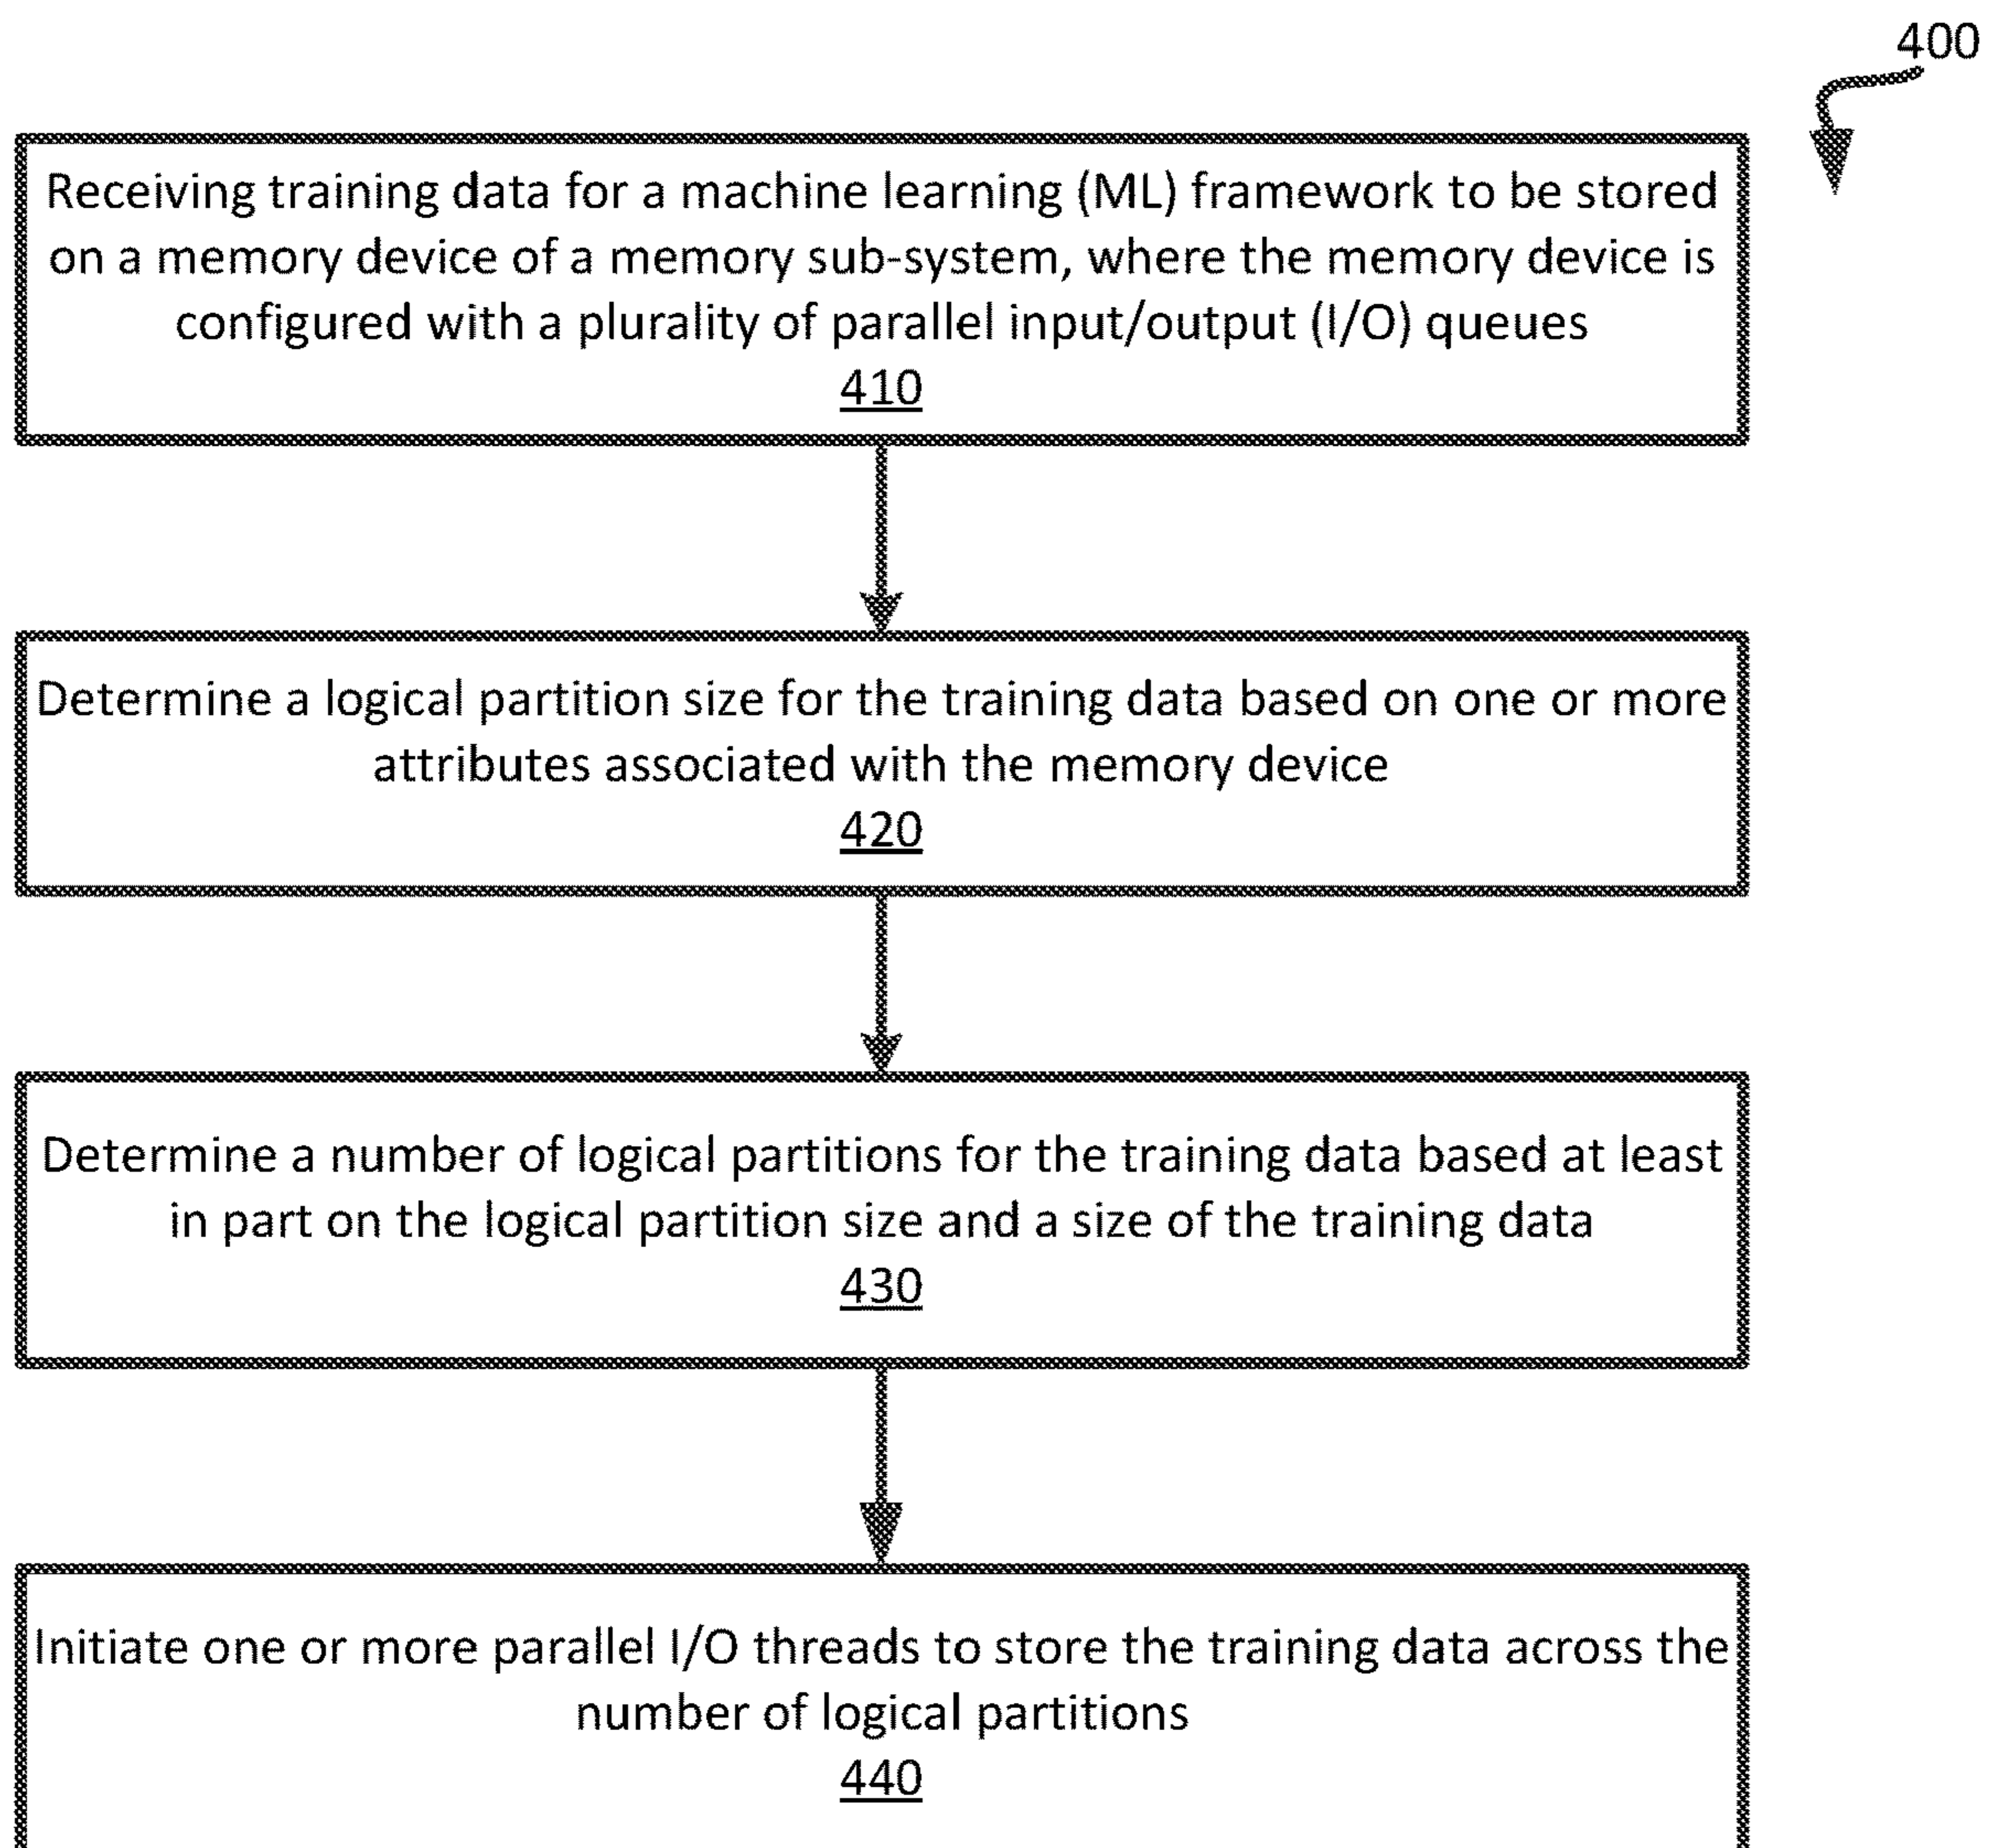 400
Receiving training data for a machine learning (ML) framework to be stored
on a memory device of a memory sub-system, where the memory device is
configured with a plurality of parallel input/output (I/O) queues
410
Determine a logical partition size for the training data based on one or more
attributes associated with the memory device
420
Determine a number of logical partitions for the training data based at least
in part on the logical partition size and a size of the training data
430
Initiate one or more parallel I/O threads to store the training data across the
number of logical partitions
440